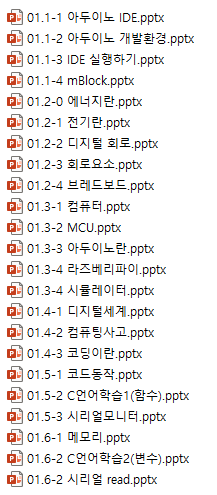 01.1-1 아두이노 IDE.pptx
01.1-2 아두이노 개발환경.pptx
01.1-3 IDE 실행하기.pptx
01.1-4 mBlock.pptx
01.2-0 에너지란.pptx
01.2-1 전기란.pptx
01.2-2 디지털 회로.pptx
01.2-3 회로요소.pptx
01.2-4 브레드보드.pptx
01.3-1 컴퓨터.pptx
01.3-2 MCU.pptx
01.3-3 아두이노란.pptx
01.3-4 라즈베리파이.pptx
01.3-4 시뮬레이터.pptx
01.4-1 디지털세계.pptx
01.4-2 컴퓨팅사고.pptx
01.4-3 코딩이란.pptx
01.5-1 코드동작.pptx
01.5-2 C언어학습1(함수).pptx
01.5-3 시리얼모니터.pptx
01.6-1 메모리.pptx
01.6-2 C언어학습2(변수).pptx
01.6-2 시리얼 read.pptx